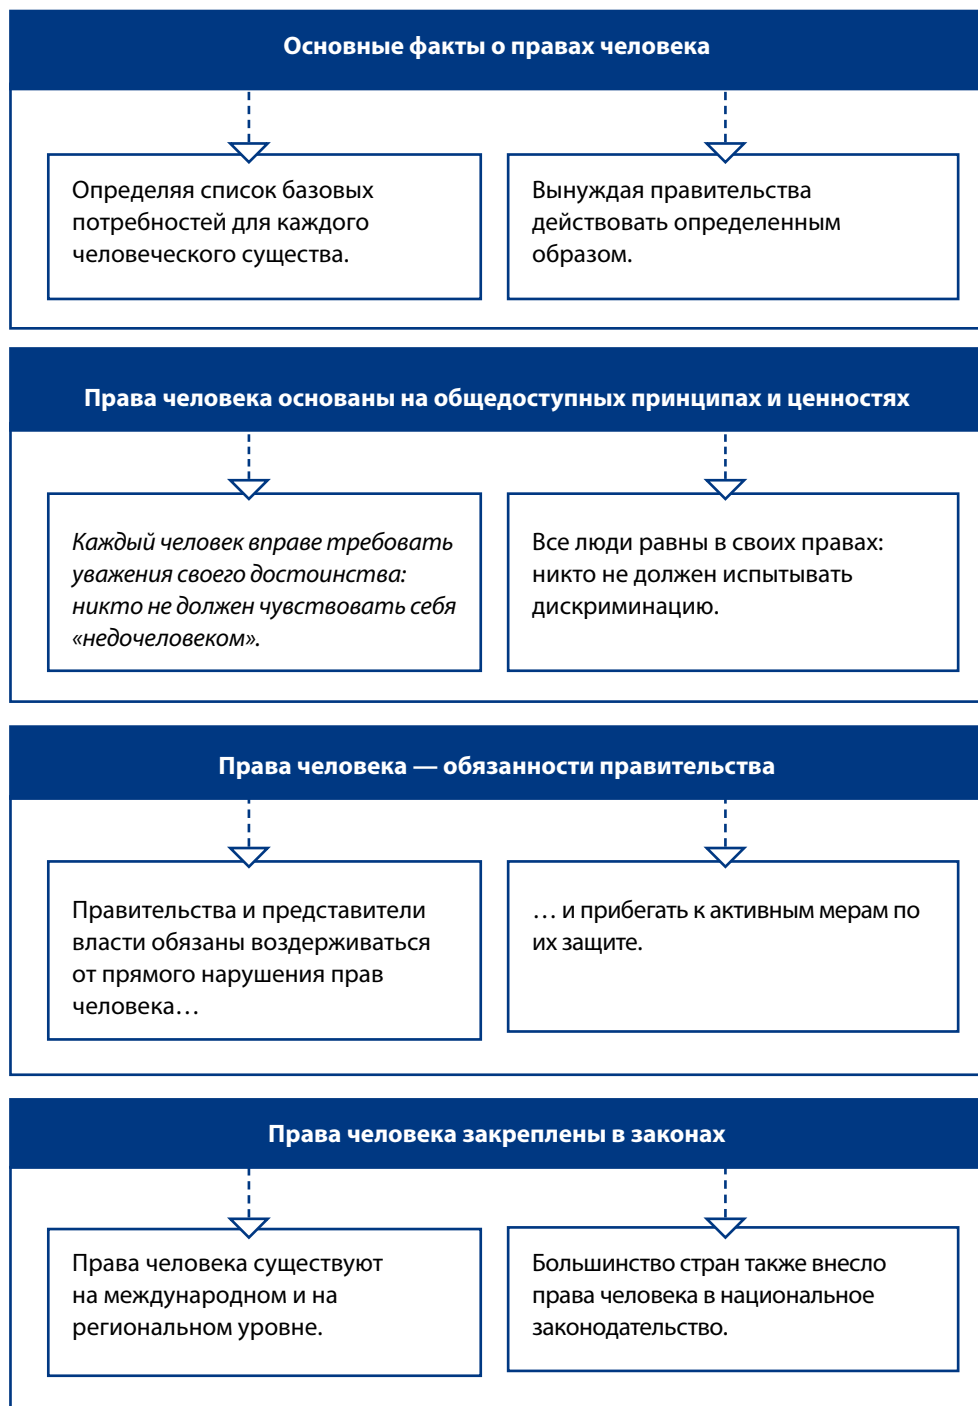 Основные факты о правах человека
Определяя список базовых
потребностей для каждого
человеческого существа.
Вынуждая правительства
действовать определенным
образом.
Права человека основаны на общедоступных принципах и ценностях
Каждый человек вправе требовать
уважения своего достоинства:
никто не должен чувствовать себя
«недочеловеком».
Все люди равны в своих правах:
никто не должен испытывать
дискриминацию.
Права человека — обязанности правительства
Правительства и представители
власти обязаны воздерживаться
от прямого нарушения прав
человека…
… и прибегать к активным мерам по
их защите.
Права человека закреплены в законах
Права человека существуют
на международном и на
региональном уровне.
Большинство стран также внесло
права человека в национальное
законодательство.